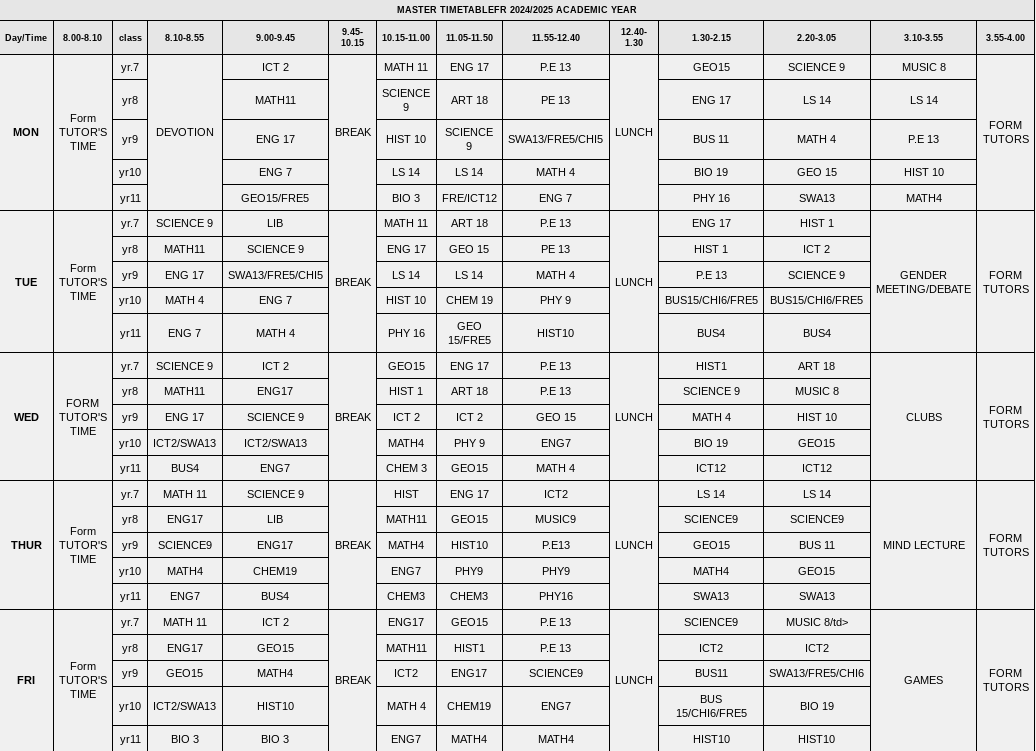 MASTER TIMETABLEFR 2024/2025 ACADEMIC YEAR
Day/Time 8.00-8.10 class 8.10-8.55 9.00-9.45 9.45-10.15 10.15-11.00 11.05-11.50 11.55-12.40 12.40-1.30 1.30-2.15 2.20-3.05 3.10-3.55 3.55-4.00
MON Form TUTOR'S TIME yr.7 DEVOTION ICT 2 BREAK MATH 11 ENG 17 P.E 13 LUNCH GEO15 SCIENCE 9 MUSIC 8 FORM TUTORS
yr8 MATH11 SCIENCE 9 ART 18 PE 13 ENG 17 LS 14 LS 14
yr9 ENG 17 HIST 10 SCIENCE 9 SWA13/FRE5/CHI5 BUS 11 MATH 4 P.E 13
yr10 ENG 7 LS 14 LS 14 MATH 4 BIO 19 GEO 15 HIST 10
yr11 GEO15/FRE5 BIO 3 FRE/ICT12 ENG 7 PHY 16 SWA13 MATH4
TUE Form TUTOR'S TIME yr.7 SCIENCE 9 LIB BREAK MATH 11 ART 18 P.E 13 LUNCH ENG 17 HIST 1 GENDER MEETING/DEBATE FORM TUTORS
yr8 MATH11 SCIENCE 9 ENG 17 GEO 15 PE 13 HIST 1 ICT 2
yr9 ENG 17 SWA13/FRE5/CHI5 LS 14 LS 14 MATH 4 P.E 13 SCIENCE 9
yr10 MATH 4 ENG 7 HIST 10 CHEM 19 PHY 9 BUS15/CHI6/FRE5 BUS15/CHI6/FRE5
yr11 ENG 7 MATH 4 PHY 16 GEO 15/FRE5 HIST10 BUS4 BUS4
WED FORM TUTOR'S TIME yr.7 SCIENCE 9 ICT 2 BREAK GEO15 ENG 17 P.E 13 LUNCH HIST1 ART 18 CLUBS FORM TUTORS
yr8 MATH11 ENG17 HIST 1 ART 18 P.E 13 SCIENCE 9 MUSIC 8
yr9 ENG 17 SCIENCE 9 ICT 2 ICT 2 GEO 15 MATH 4 HIST 10
yr10 ICT2/SWA13 ICT2/SWA13 MATH4 PHY 9 ENG7 BIO 19 GEO15
yr11 BUS4 ENG7 CHEM 3 GEO15 MATH 4 ICT12 ICT12
THUR Form TUTOR'S TIME yr.7 MATH 11 SCIENCE 9 BREAK HIST ENG 17 ICT2 LUNCH LS 14 LS 14 MIND LECTURE FORM TUTORS
yr8 ENG17 LIB MATH11 GEO15 MUSIC9 SCIENCE9 SCIENCE9
yr9 SCIENCE9 ENG17 MATH4 HIST10 P.E13 GEO15 BUS 11
yr10 MATH4 CHEM19 ENG7 PHY9 PHY9 MATH4 GEO15
yr11 ENG7 BUS4 CHEM3 CHEM3 PHY16 SWA13 SWA13
FRI Form TUTOR'S TIME yr.7 MATH 11 ICT 2 BREAK ENG17 GEO15 P.E 13 LUNCH SCIENCE9 MUSIC 8/td> GAMES FORM TUTORS
yr8 ENG17 GEO15 MATH11 HIST1 P.E 13 ICT2 ICT2
yr9 GEO15 MATH4 ICT2 ENG17 SCIENCE9 BUS11 SWA13/FRE5/CHI6
yr10 ICT2/SWA13 HIST10 MATH 4 CHEM19 ENG7 BUS 15/CHI6/FRE5 BIO 19
yr11 BIO 3 BIO 3 ENG7 MATH4 MATH4 HIST10 HIST10